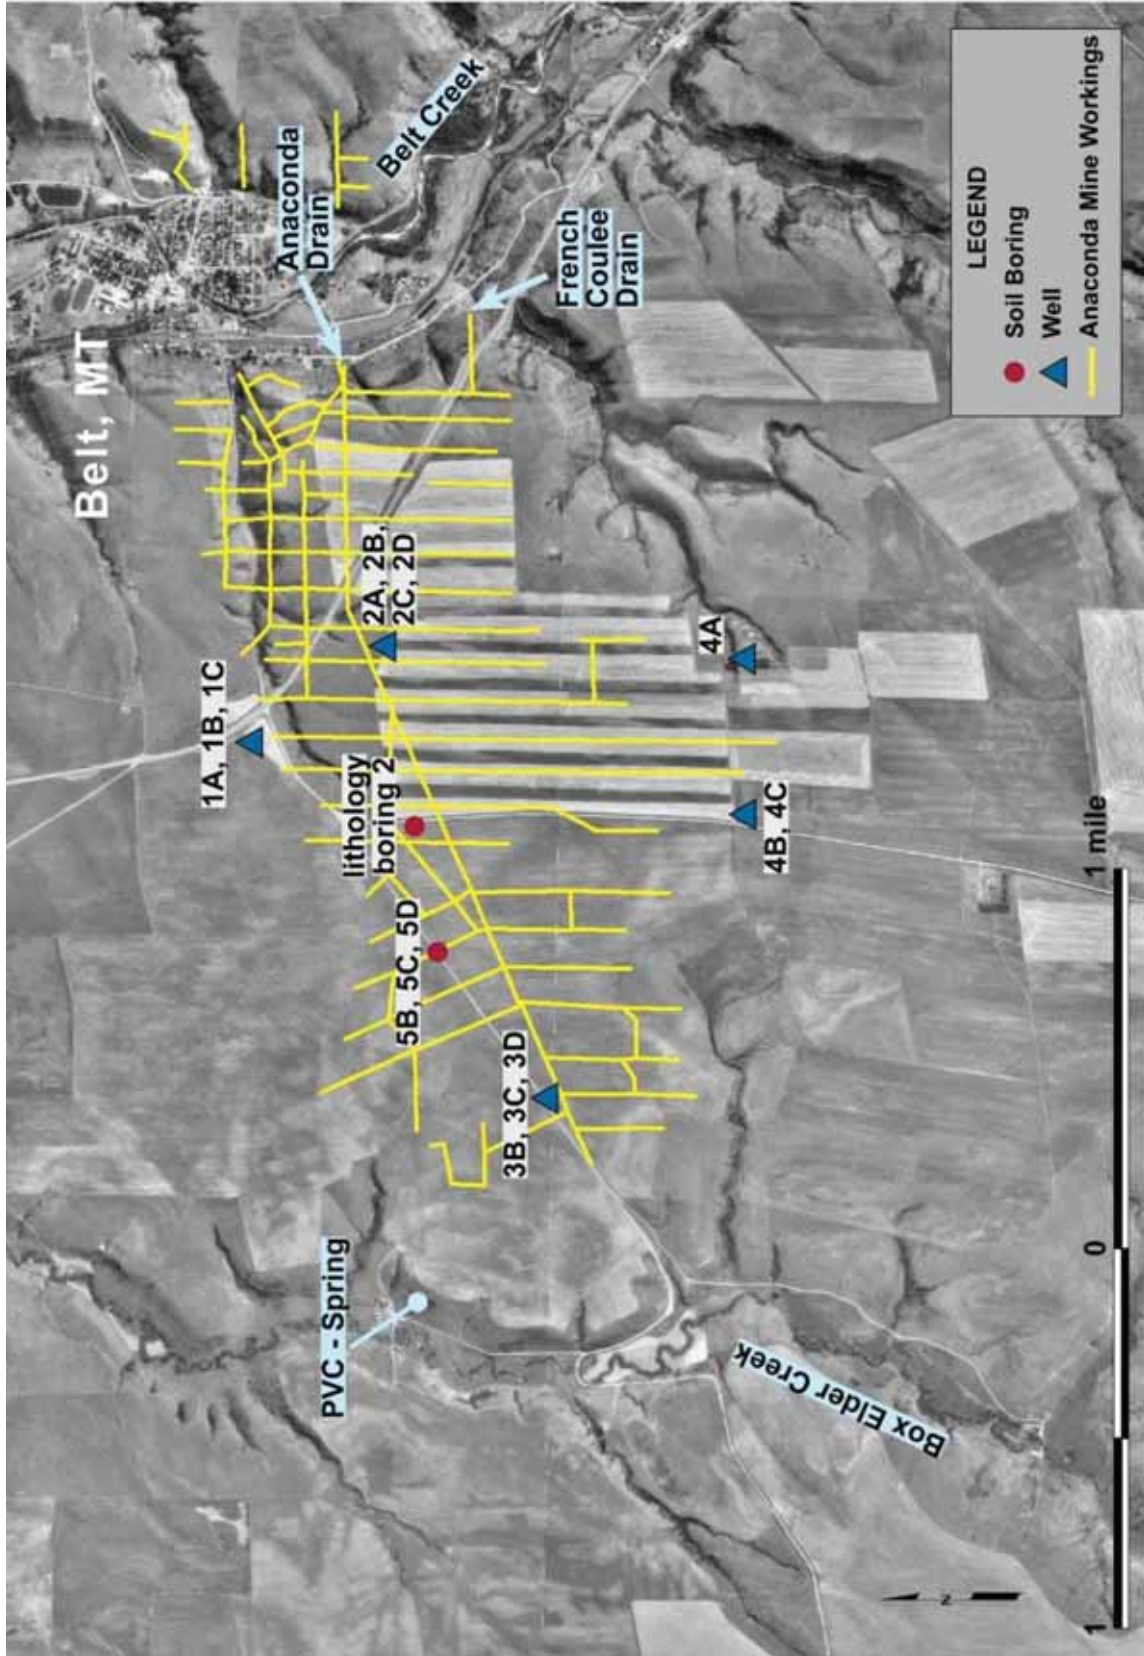 Belt, MT
Anaconda
Drain
Belt Creek
French
Coulee
Drain
1A, 1B, 1C
2A, 2B,
2C, 2D
lithology
boring 2
5B, 5C, 5D
3B, 3C, 3D
4A
4B, 4C
PVC - Spring
Box Elder Creek
LEGEND
Soil Boring
Well
Anaconda Mine Workings
N
1 0 1 mile